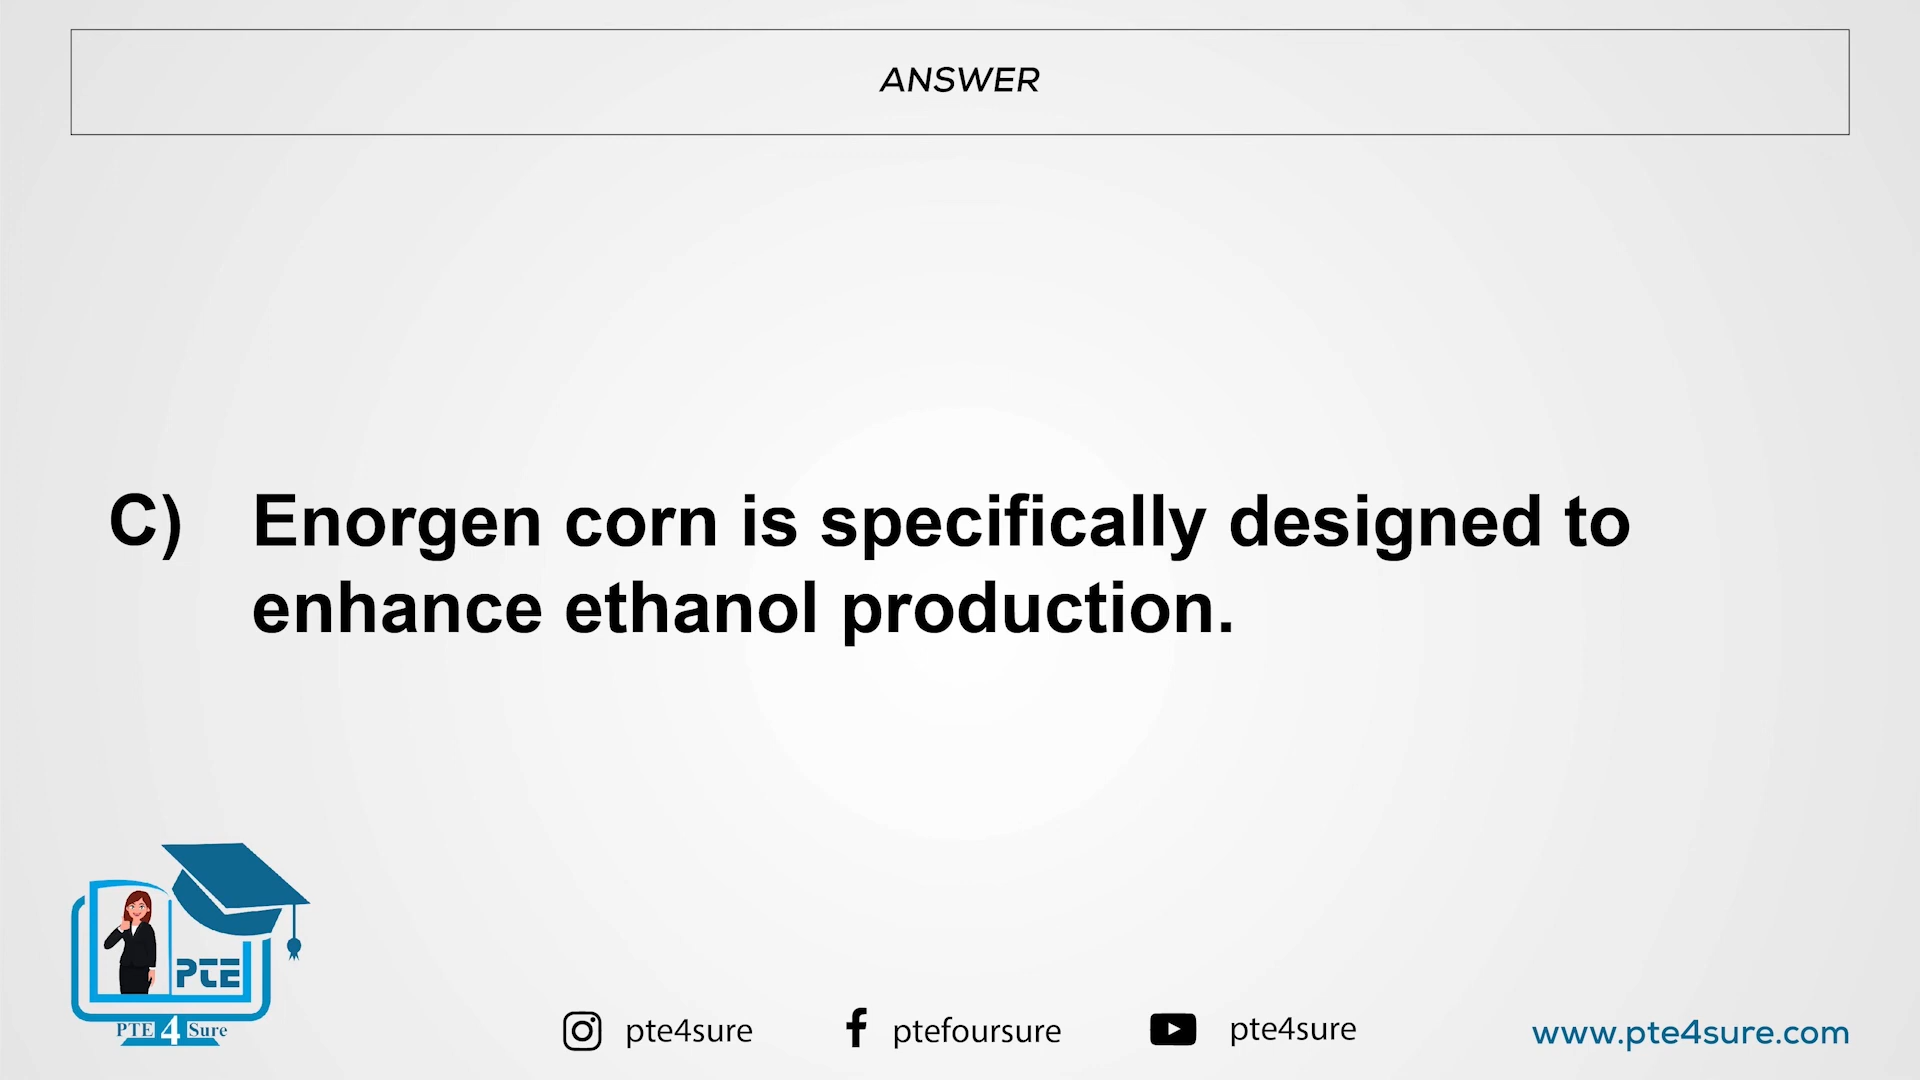 ANSWER
C) Enorgen corn is specifically designed to
enhance ethanol production.
PTE
PTE 4 Sure
pte4sure
ptefoursure
pte4sure
www.pte4sure.com